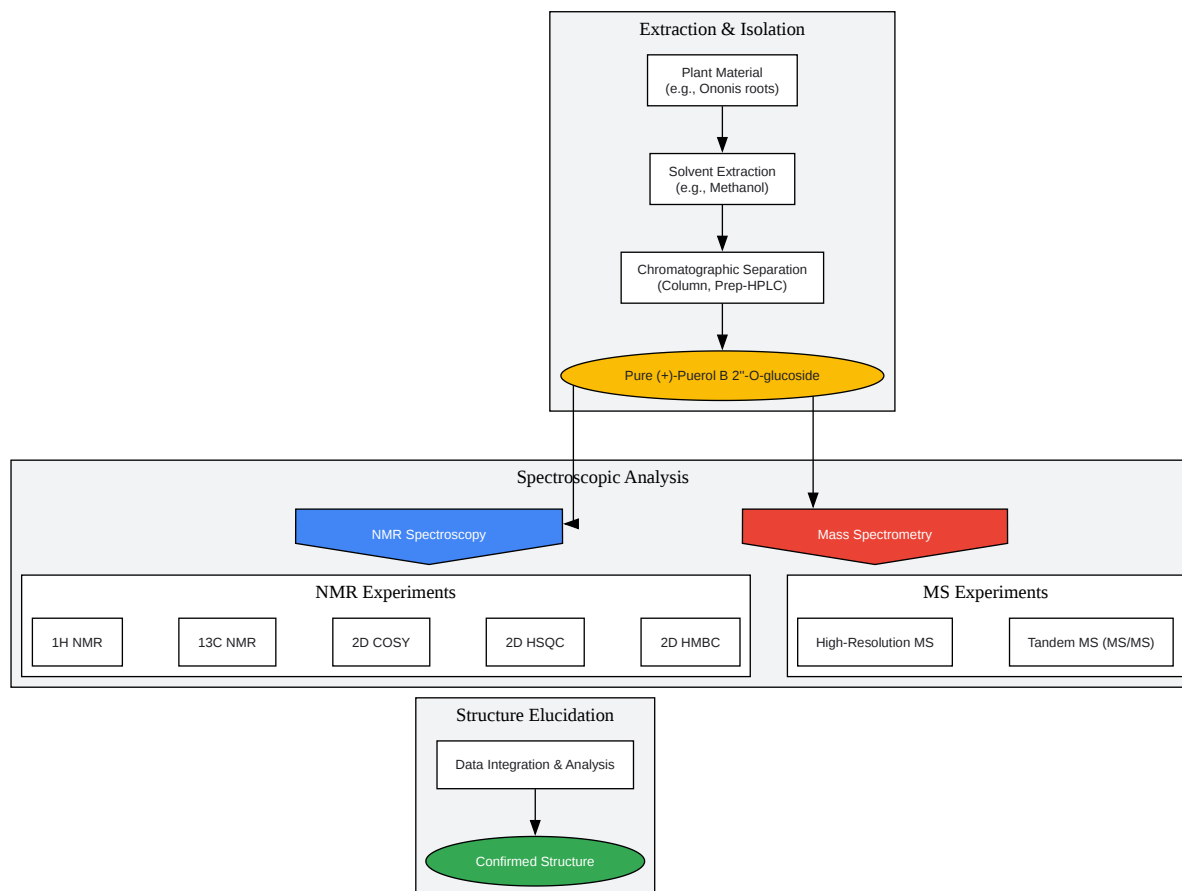 Extraction & Isolation
Plant Material
(e.g., Ononis roots)
Solvent Extraction
(e.g., Methanol)
Chromatographic Separation
(Column, Prep-HPLC)
Pure (+)-Puerol B 2"-O-glucoside
Spectroscopic Analysis
NMR Spectroscopy
Mass Spectrometry
NMR Experiments
1H NMR
13C NMR
2D COSY
2D HSQC
2D HMBC
MS Experiments
High-Resolution MS
Tandem MS (MS/MS)
Structure Elucidation
Data Integration & Analysis
Confirmed Structure